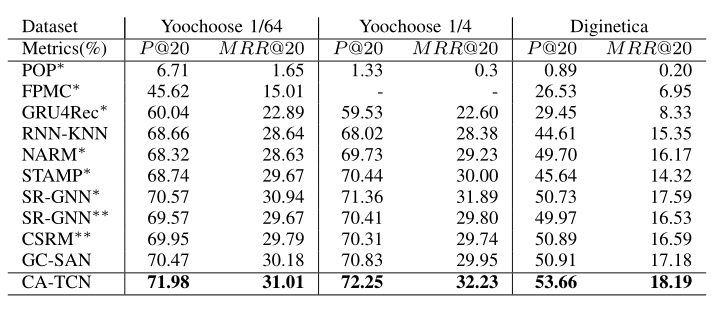 Dataset Yoochoose 1/64 Yoochoose 1/4 Diginetica
Metrics(%) P@20 MRR@20 P@20 MRR@20 P@20 MRR@20
POP* 6.71 1.65 1.33 0.3 0.89 0.20
FPMC* 45.62 15.01 - - 26.53 6.95
GRU4Rec* 60.04 22.89 59.53 22.60 29.45 8.33
RNN-KNN 68.66 28.64 68.02 28.38 44.61 15.35
NARM* 68.32 28.63 69.73 29.23 49.70 16.17
STAMP* 68.74 29.67 70.44 30.00 45.64 14.32
SR-GNN* 70.57 30.94 71.36 31.89 50.73 17.59
SR-GNN** 69.57 29.67 70.41 29.80 49.97 16.53
CSRM** 69.95 29.79 70.31 29.74 50.89 16.59
GC-SAN 70.47 30.18 70.83 29.95 50.91 17.18
CA-TCN 71.98 31.01 72.25 32.23 53.66 18.19